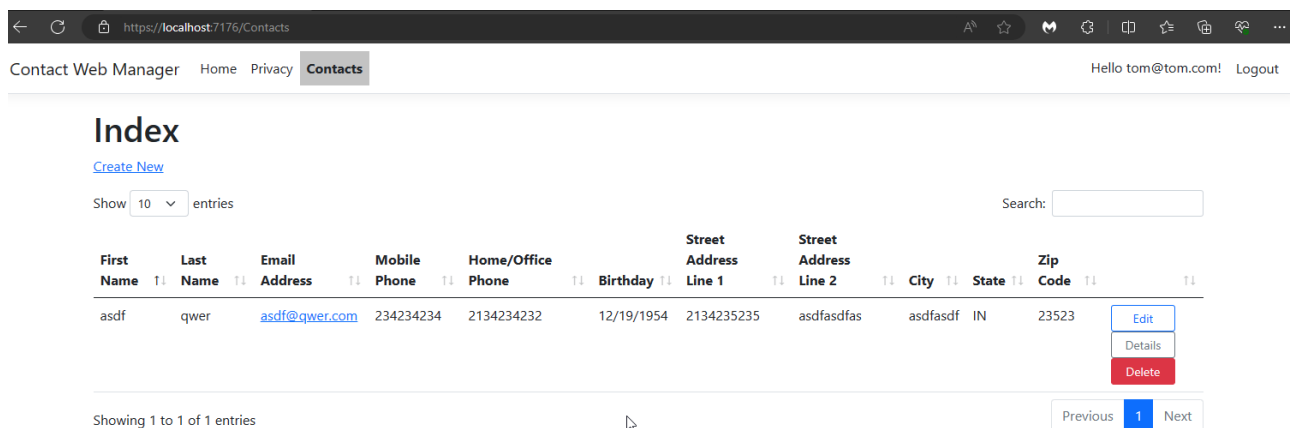 https://localhost:7176/Contacts
Contact Web Manager Home Privacy Contacts Hello tom@tom.com! Logout
Index
Create New
Show 10 entries Search:
First Name Last Name Email Address Mobile Phone Home/Office Phone Birthday Street Address Line 1 Street Address Line 2 City State Zip Code
asdf qwer asdf@qwer.com 234234234 2134234232 12/19/1954 2134235235 asdfasdfas asdfasdf IN 23523 Edit
Details
Delete
Showing 1 to 1 of 1 entries Previous 1 Next